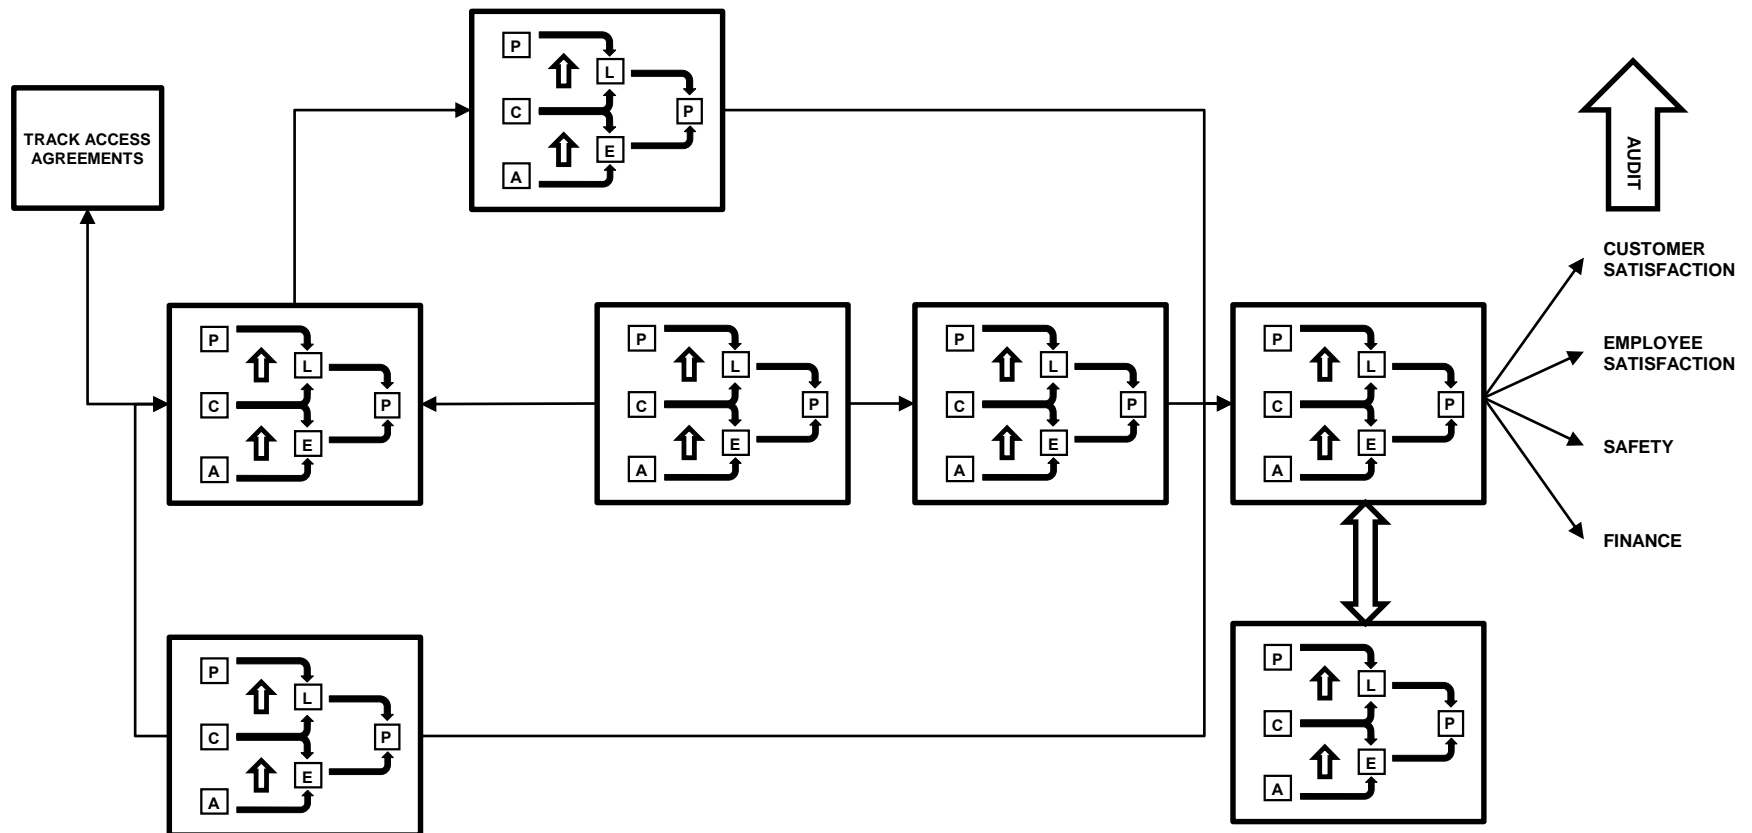 P
L
C
P
E
A
TRACK ACCESS
AGREEMENTS
AUDIT
CUSTOMER
SATISFACTION
EMPLOYEE
SATISFACTION
SAFETY
FINANCE
P
L
C
P
E
A
P
L
C
P
E
A
P
L
C
P
E
A
P
L
C
P
E
A
P
L
C
P
E
A
P
L
C
P
E
A